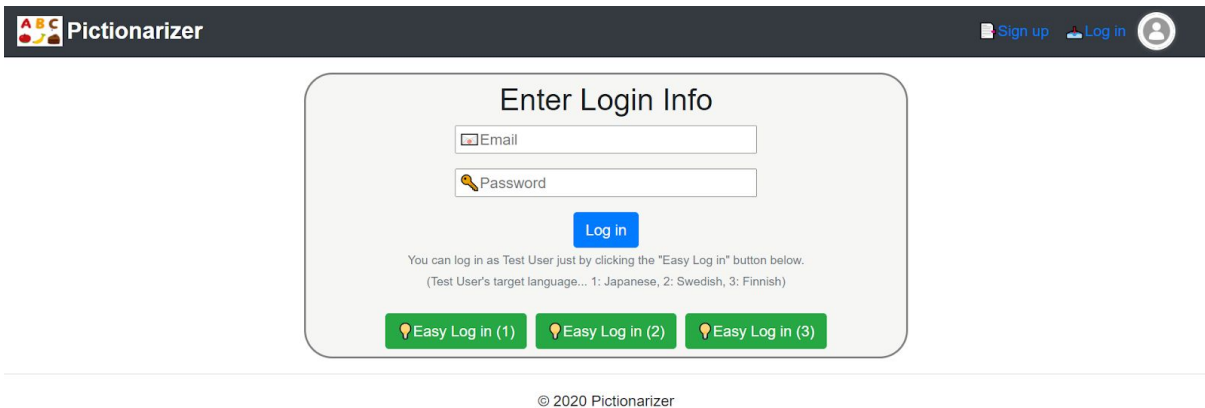 A B C
Pictionarizer
Sign up Log in
Enter Login Info
Email
Password
Log in
You can log in as Test User just by clicking the "Easy Log in" button below.
(Test User's target language... 1: Japanese, 2: Swedish, 3: Finnish)
Easy Log in (1) Easy Log in (2) Easy Log in (3)
© 2020 Pictionarizer